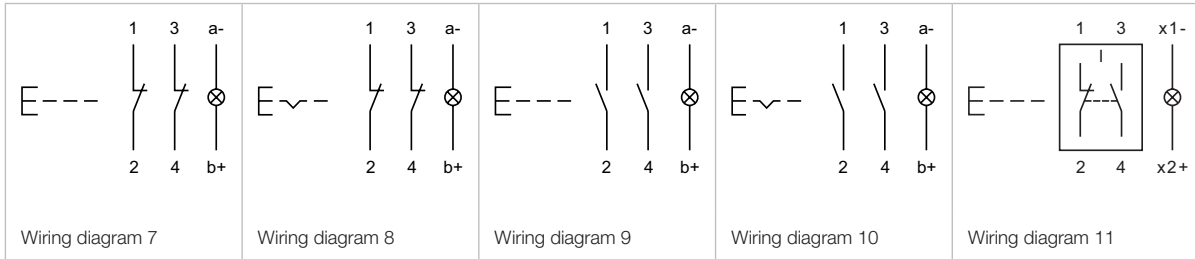 1 3 a-
2 4 b+
Wiring diagram 7
1 3 a-
2 4 b+
Wiring diagram 8
1 3 a-
2 4 b+
Wiring diagram 9
1 3 a-
2 4 b+
Wiring diagram 10
1 3 x1-
2 4 x2+
Wiring diagram 11